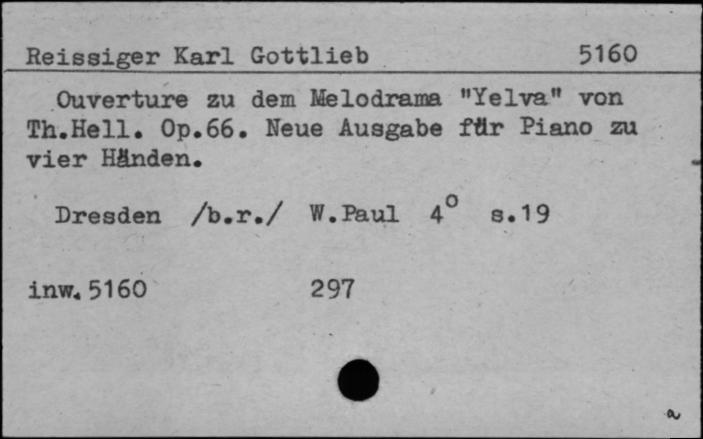 Reissiger Karl Gottlieb 5160
Ouverture zu dem Melodrama "Yelva" von
Th.Hell. Op.66. Neue Ausgabe für Piano zu
vier Händen.
Dresden /b.r./ W.Paul 4° s.19
inw. 5160 297
a